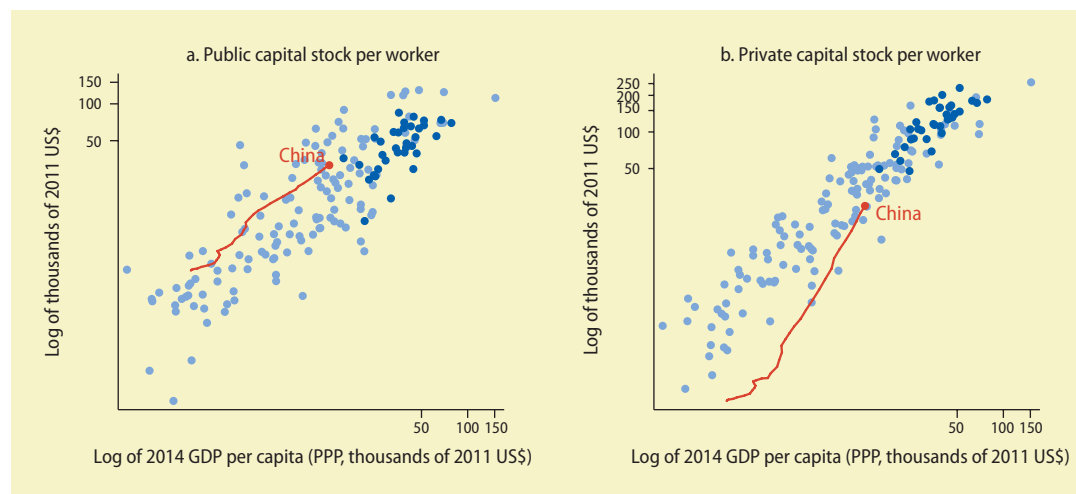 a. Public capital stock per worker
150
100
50
Log of thousands of 2011 US$
China
50 100 150
Log of 2014 GDP per capita (PPP, thousands of 2011 US$)
b. Private capital stock per worker
250
200
150
100
50
Log of thousands of 2011 US$
China
50 100 150
Log of 2014 GDP per capita (PPP, thousands of 2011 US$)